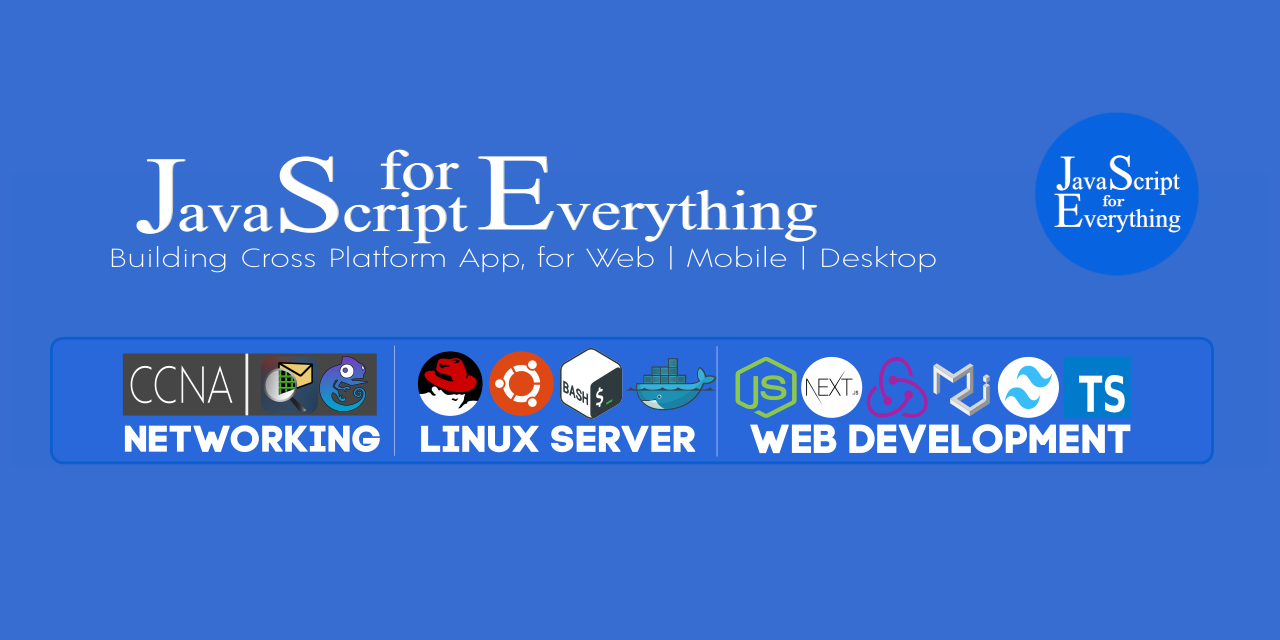 JavaScript for Everything
Building Cross Platform App, for Web | Mobile | Desktop
JavaScript
for
Everything
CCNA
NETWORKING
BASH
$_
LINUX SERVER
JS
NEXT.JS
TS
WEB DEVELOPMENT